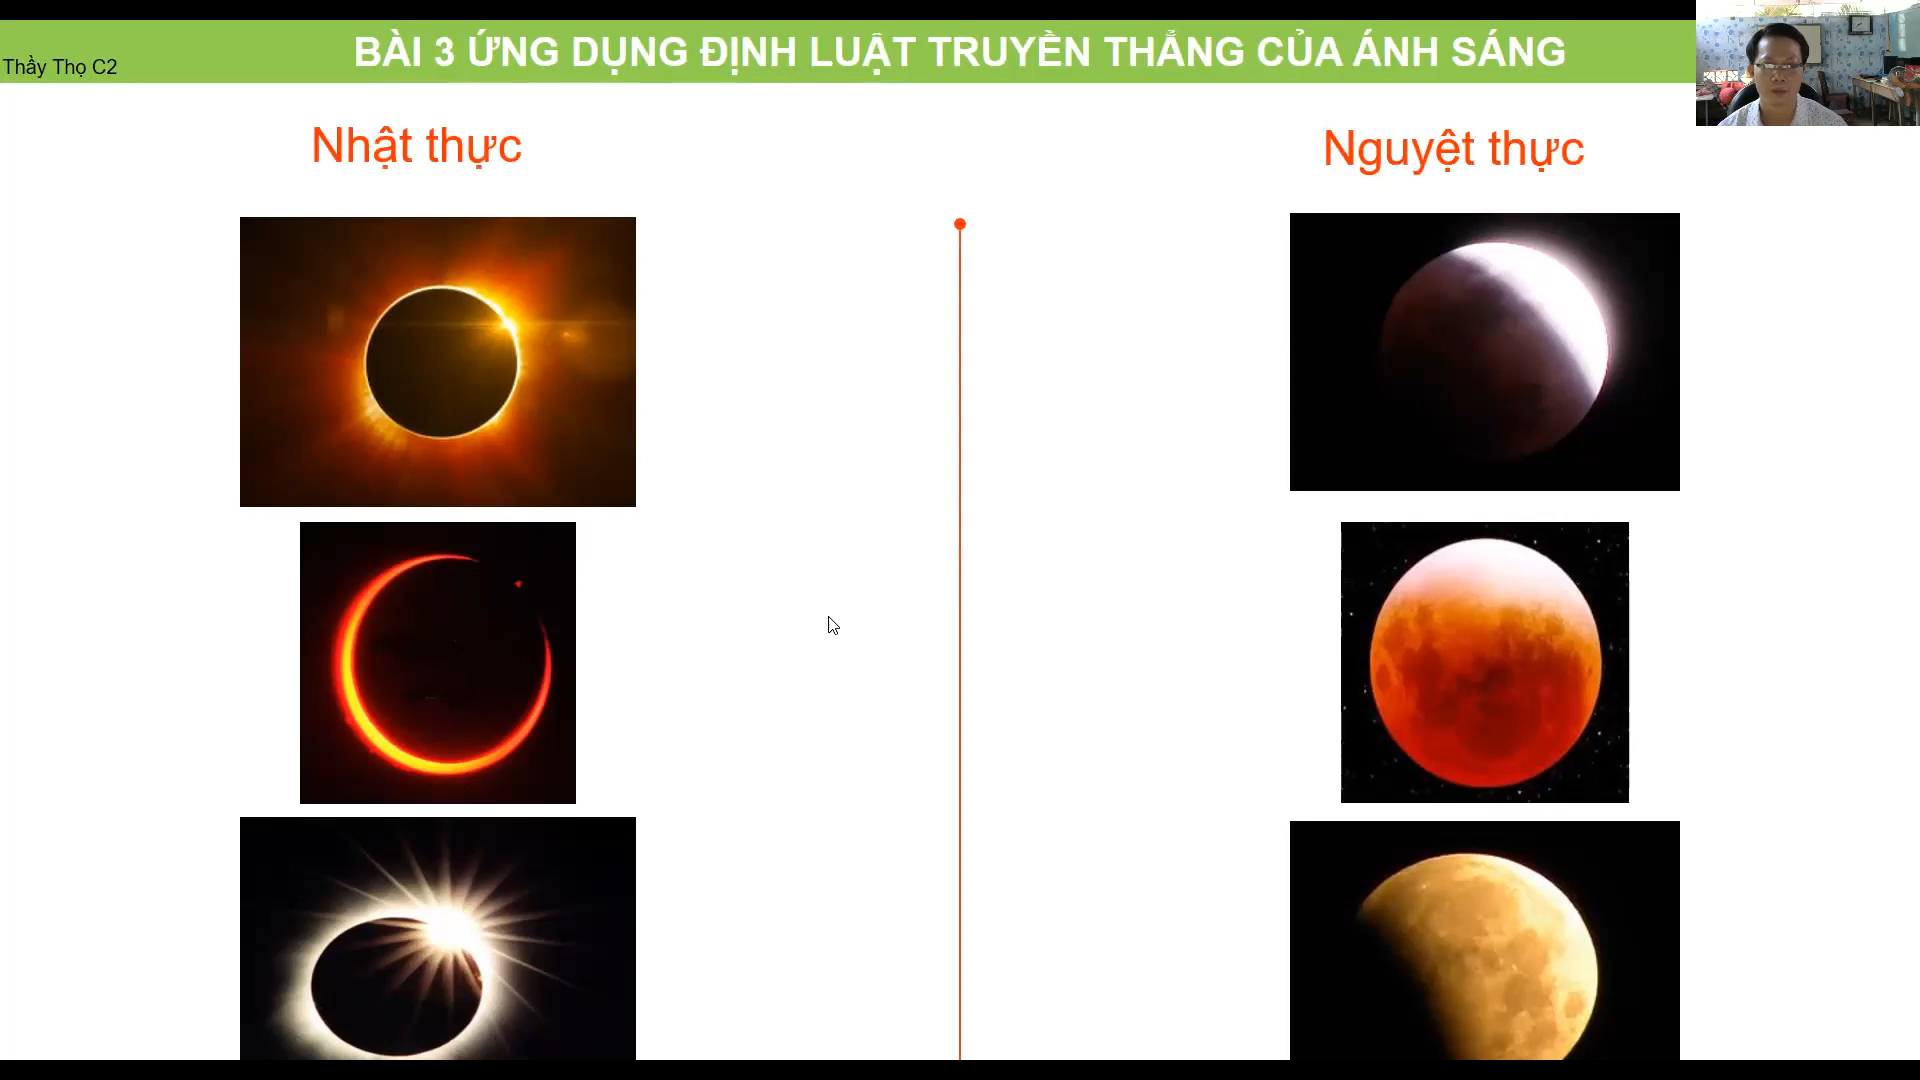 BÀI 3 ỨNG DỤNG ĐỊNH LUẬT TRUYỀN THẲNG CỦA ÁNH SÁNG
Thầy Thọ C2
Nhật thực
Nguyệt thực